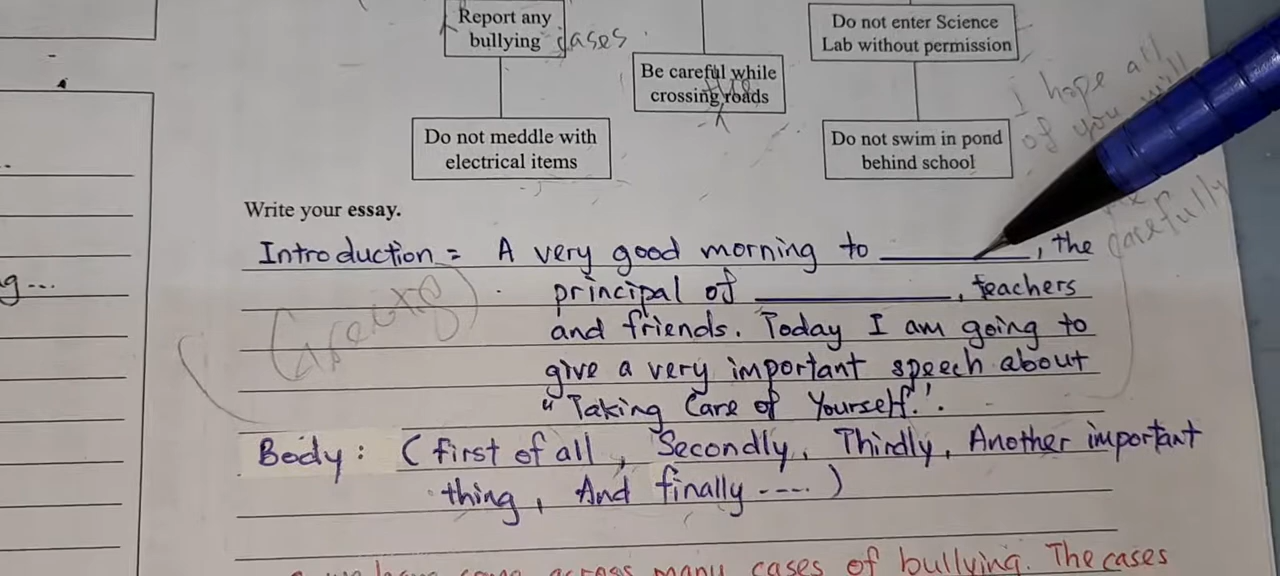 Report any
bullying cases.
Do not enter Science
Lab without permission
Be careful while
crossing the roads
Do not meddle with
electrical items
Do not swim in pond
behind school
I hope all
of you will
carefully
Write your essay.
Introduction = A very good morning to ________, the
g...
principal of ____________, teachers
and friends. Today I am going to
give a very important speech about
" Taking Care of Yourself.".
Body: (first of all, Secondly, Thirdly, Another important
thing, And finally ----)
come across many cases of bullying. The cases